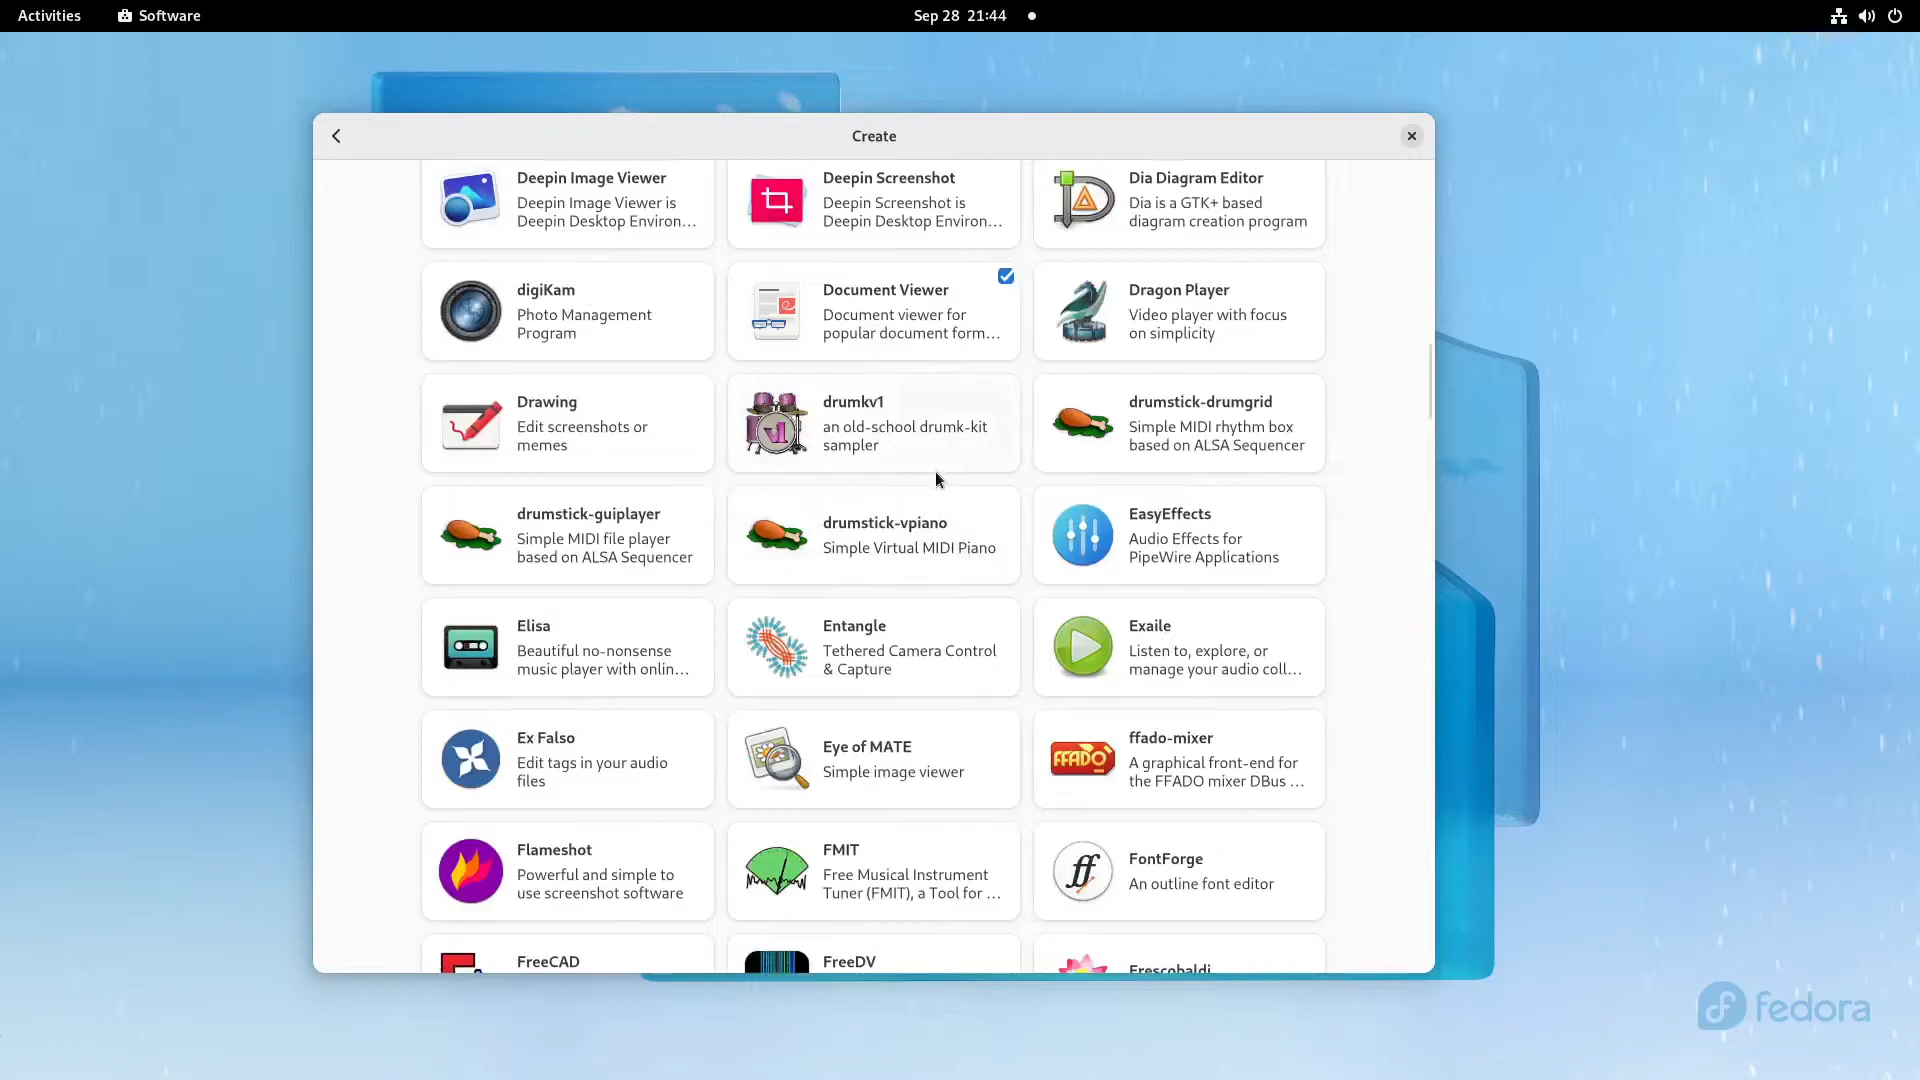 Activities
Software
Sep 28 21:44
Create
Deepin Image Viewer
Deepin Image Viewer is
Deepin Desktop Environ…
Deepin Screenshot
Deepin Screenshot is
Deepin Desktop Environ…
Dia Diagram Editor
Dia is a GTK+ based
diagram creation program
digiKam
Photo Management
Program
Document Viewer
Document viewer for
popular document form…
Dragon Player
Video player with focus
on simplicity
Drawing
Edit screenshots or
memes
drumkv1
an old-school drumk-kit
sampler
drumstick-drumgrid
Simple MIDI rhythm box
based on ALSA Sequencer
drumstick-guiplayer
Simple MIDI file player
based on ALSA Sequencer
drumstick-vpiano
Simple Virtual MIDI Piano
EasyEffects
Audio Effects for
PipeWire Applications
Elisa
Beautiful no-nonsense
music player with onlin…
Entangle
Tethered Camera Control
& Capture
Exaile
Listen to, explore, or
manage your audio coll…
Ex Falso
Edit tags in your audio
files
Eye of MATE
Simple image viewer
FFADO
ffado-mixer
A graphical front-end for
the FFADO mixer DBus …
Flameshot
Powerful and simple to
use screenshot software
FMIT
Free Musical Instrument
Tuner (FMIT), a Tool for …
ff
FontForge
An outline font editor
FreeCAD
FreeDV
Frescobaldi
fedora